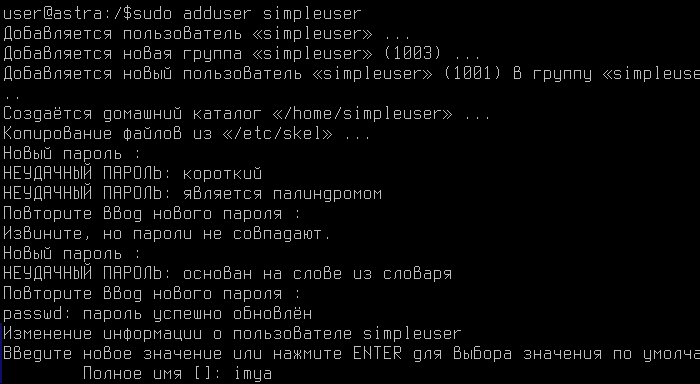 user@astra:/$sudo adduser simpleuser
Добавляется пользователь «simpleuser» ...
Добавляется новая группа «simpleuser» (1003) ...
Добавляется новый пользователь «simpleuser» (1001) в группу «simpleuse
..
Создаётся домашний каталог «/home/simpleuser» ...
Копирование файлов из «/etc/skel» ...
Новый пароль :
НЕУДАЧНЫЙ ПАРОЛЬ: короткий
НЕУДАЧНЫЙ ПАРОЛЬ: является палиндромом
Повторите ввод нового пароля :
Извините, но пароли не совпадают.
Новый пароль :
НЕУДАЧНЫЙ ПАРОЛЬ: основан на слове из словаря
Повторите ввод нового пароля :
passwd: пароль успешно обновлён
Изменение информации о пользователе simpleuser
Введите новое значение или нажмите ENTER для выбора значения по умолча
Полное имя []: imya